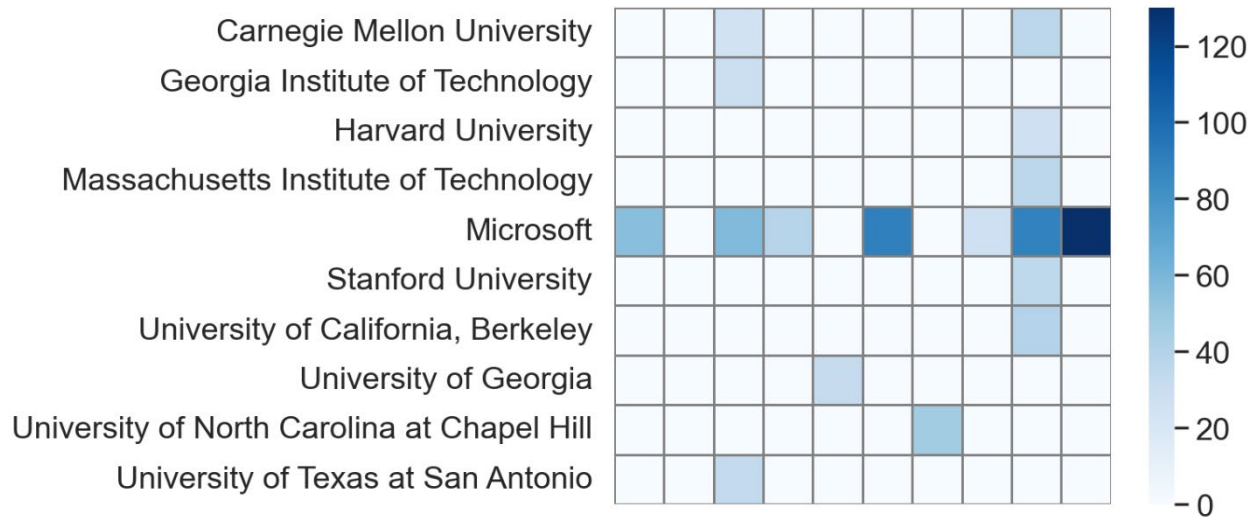 Carnegie Mellon University
Georgia Institute of Technology
Harvard University
Massachusetts Institute of Technology
Microsoft
Stanford University
University of California, Berkeley
University of Georgia
University of North Carolina at Chapel Hill
University of Texas at San Antonio
120
100
80
60
40
20
0